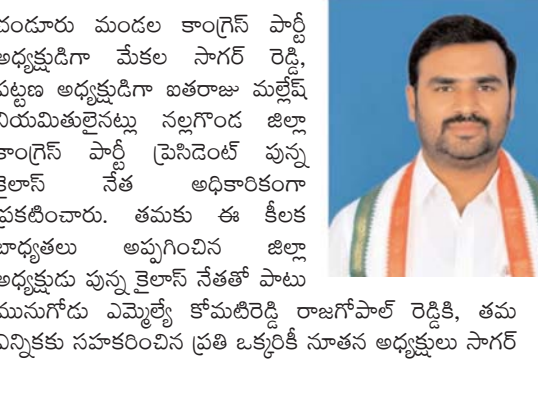 చండూరు మండల కాంగ్రెస్ పార్టీ
అధ్యక్షుడిగా మేకల సాగర్ రెడ్డి,
పట్టణ అధ్యక్షుడిగా ఐతరాజు మల్లేష్
నియమితులైనట్లు నల్లగొండ జిల్లా
కాంగ్రెస్ పార్టీ ప్రెసిడెంట్ పున్న
కైలాస్ నేత అధికారికంగా
ప్రకటించారు. తమకు ఈ కీలక
బాధ్యతలు అప్పగించిన జిల్లా
అధ్యక్షుడు పున్న కైలాస్ నేతతో పాటు
మునుగోడు ఎమ్మెల్యే కోమటిరెడ్డి రాజగోపాల్ రెడ్డికి, తమ
ఎన్నికకు సహకరించిన ప్రతి ఒక్కరికీ నూతన అధ్యక్షులు సాగర్